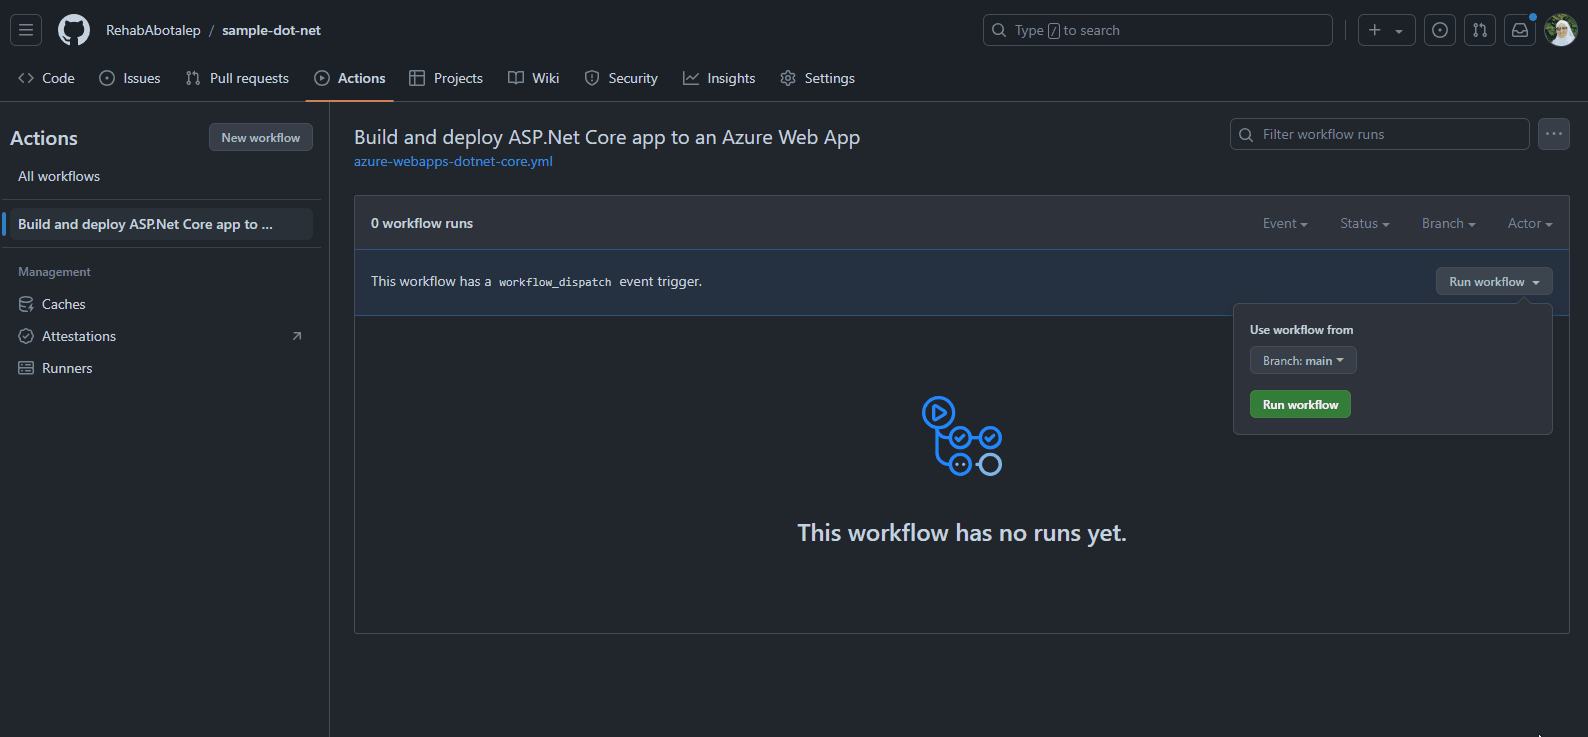 RehabAbotalep / sample-dot-net
Type / to search
Code Issues Pull requests Actions Projects Wiki Security Insights Settings
Actions
New workflow
All workflows
Build and deploy ASP.Net Core app to ...
Management
Caches
Attestations
Runners
Build and deploy ASP.Net Core app to an Azure Web App
azure-webapps-dotnet-core.yml
Filter workflow runs
0 workflow runs
Event Status Branch Actor
This workflow has a workflow_dispatch event trigger.
Run workflow
Use workflow from
Branch: main
Run workflow
This workflow has no runs yet.